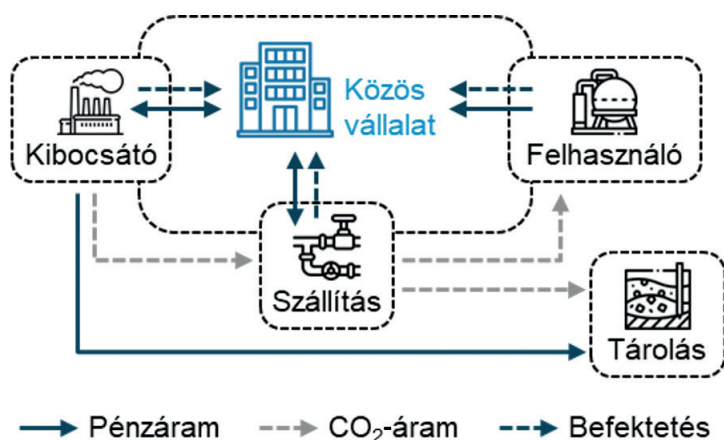 Közös
vállalat
Kibocsátó
Felhasználó
Szállítás
Tárolás
Pénzáram
CO₂-áram
Befektetés